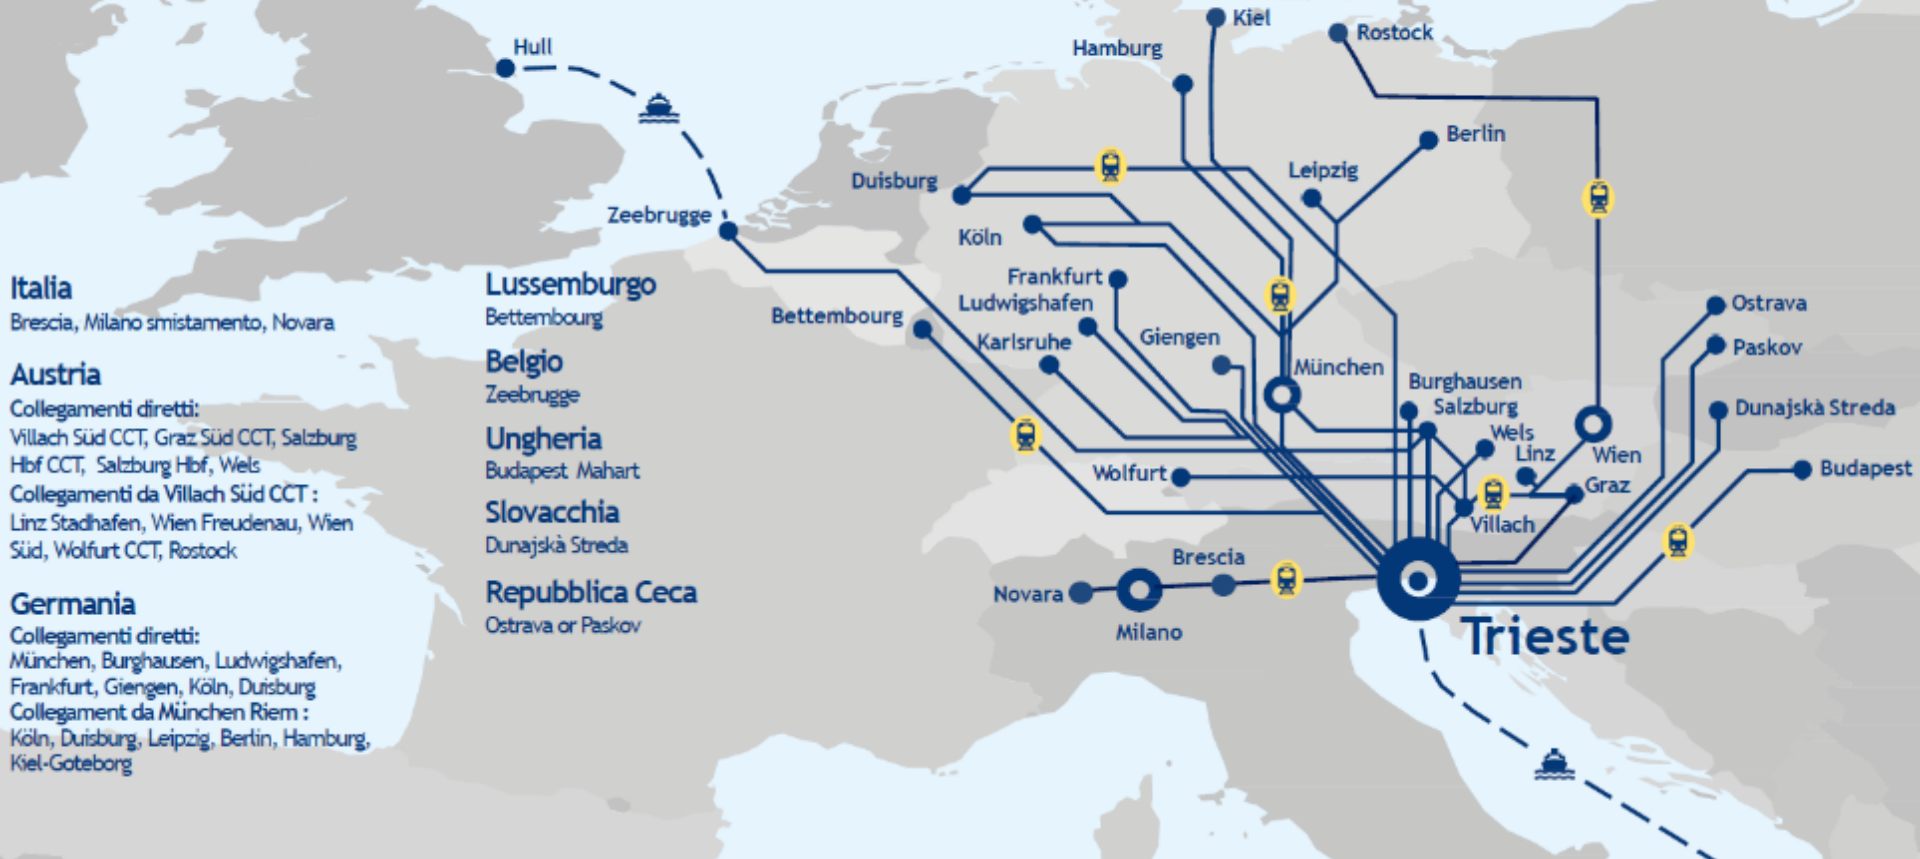 Italia
Brescia, Milano smistamento, Novara
Austria
Collegamenti diretti:
Villach Süd CCT, Graz Süd CCT, Salzburg
Hbf CCT, Salzburg Hbf, Wels
Collegamenti da Villach Süd CCT :
Linz Stadhafen, Wien Freudenau, Wien
Süd, Wolfurt CCT, Rostock
Germania
Collegamenti diretti:
München, Burghausen, Ludwigshafen,
Frankfurt, Giengen, Köln, Duisburg
Collegament da München Riem :
Köln, Duisburg, Leipzig, Berlin, Hamburg,
Kiel-Goteborg
Lussemburgo
Bettembourg
Belgio
Zeebrugge
Ungheria
Budapest Mahart
Slovacchia
Dunajskà Streda
Repubblica Ceca
Ostrava or Paskov
Hull
Zeebrugge
Kiel
Rostock
Hamburg
Berlin
Leipzig
Duisburg
Köln
Frankfurt
Ludwigshafen
Bettembourg
Karlsruhe
Giengen
München
Burghausen
Salzburg
Wels
Linz
Wien
Graz
Villach
Wolfurt
Ostrava
Paskov
Dunajskà Streda
Budapest
Brescia
Novara
Milano
Trieste